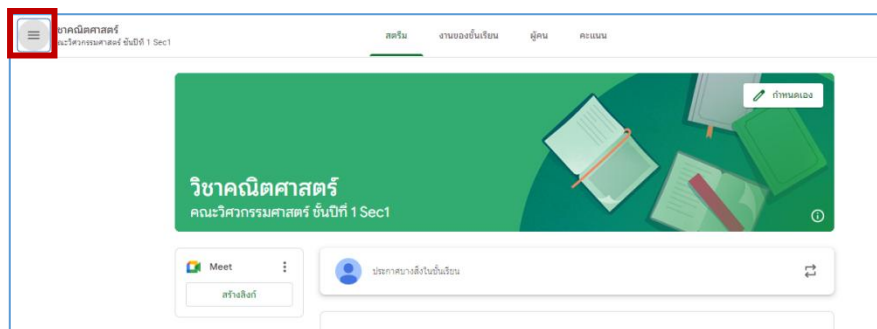 ชาคณิตศาสตร์
ณะวิศวกรรมศาสตร์ ชั้นปีที่ 1 Sec1
สตรีม งานของชั้นเรียน ผู้คน คะแนน
กำหนดเอง
วิชาคณิตศาสตร์
คณะวิศวกรรมศาสตร์ ชั้นปีที่ 1 Sec1
Meet
สร้างลิงก์
ประกาศบางสิ่งในชั้นเรียน